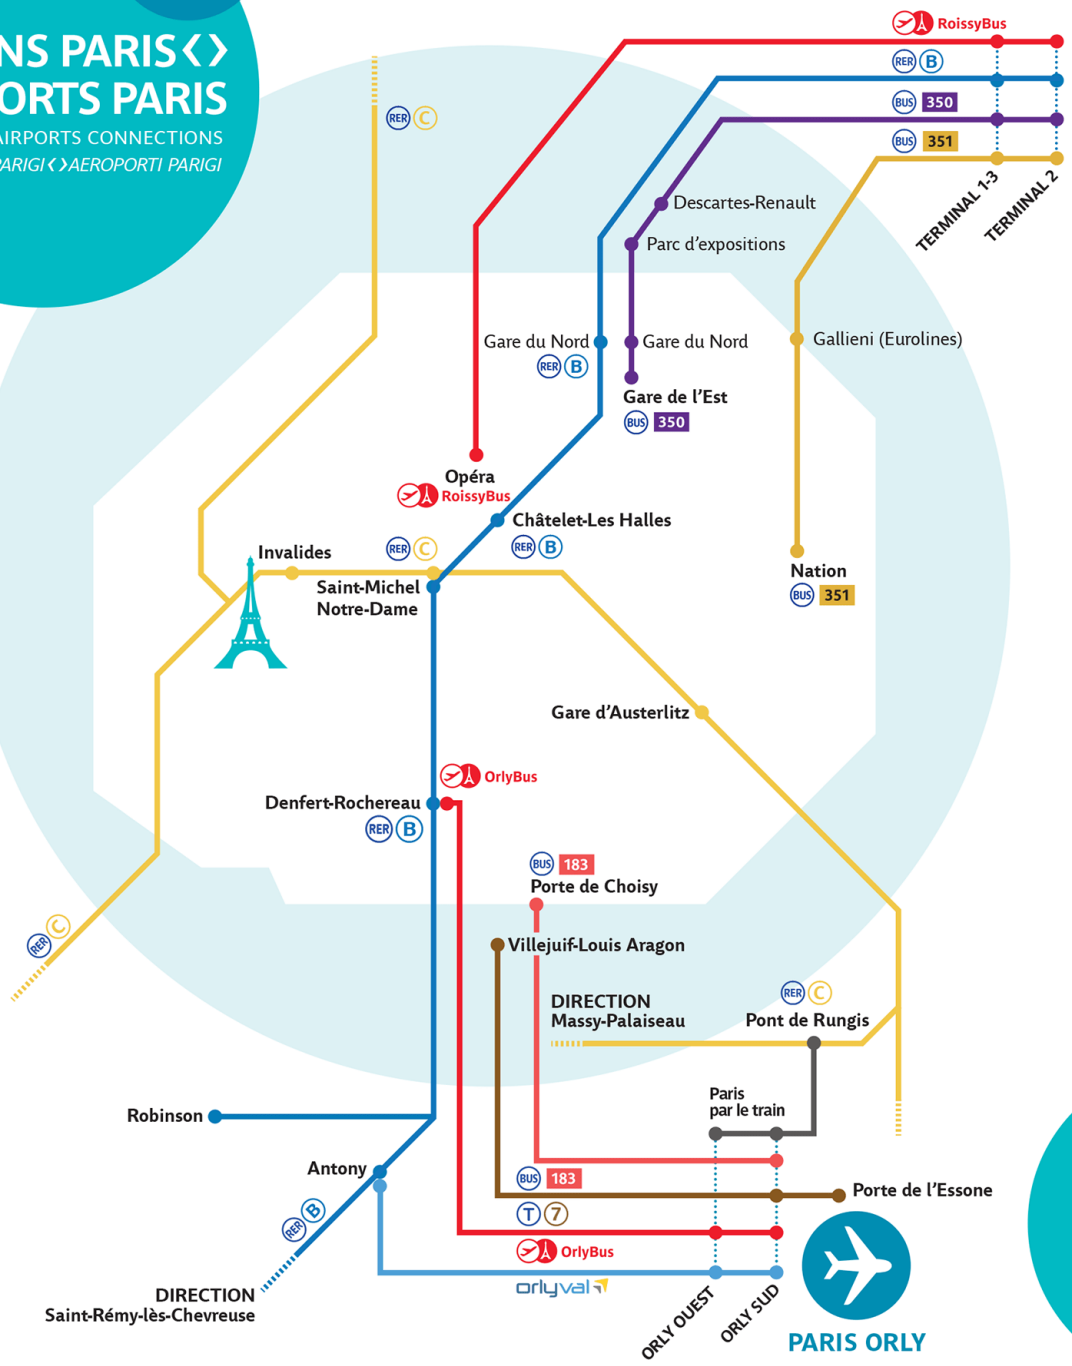 NS PARIS<>
ORTS PARIS
AIRPORTS CONNECTIONS
PARIGI<>AEROPORTI PARIGI
RoissyBus
RER B
BUS 350
BUS 351
TERMINAL 1-3
TERMINAL 2
RER C
Descartes-Renault
Parc d'expositions
Gare du Nord
RER B
Gare du Nord
Gallieni (Eurolines)
Gare de l'Est
BUS 350
Opéra
RoissyBus
Châtelet-Les Halles
RER B
Invalides
RER C
Saint-Michel
Notre-Dame
Nation
BUS 351
Gare d'Austerlitz
OrlyBus
Denfert-Rochereau
RER B
BUS 183
Porte de Choisy
RER C
Villejuif-Louis Aragon
DIRECTION
Massy-Palaiseau
RER C
Pont de Rungis
Paris
par le train
Robinson
Antony
RER B
BUS 183
T 7
Porte de l'Essone
OrlyBus
orlyval
DIRECTION
Saint-Rémy-lès-Chevreuse
ORLY OUEST
ORLY SUD
PARIS ORLY